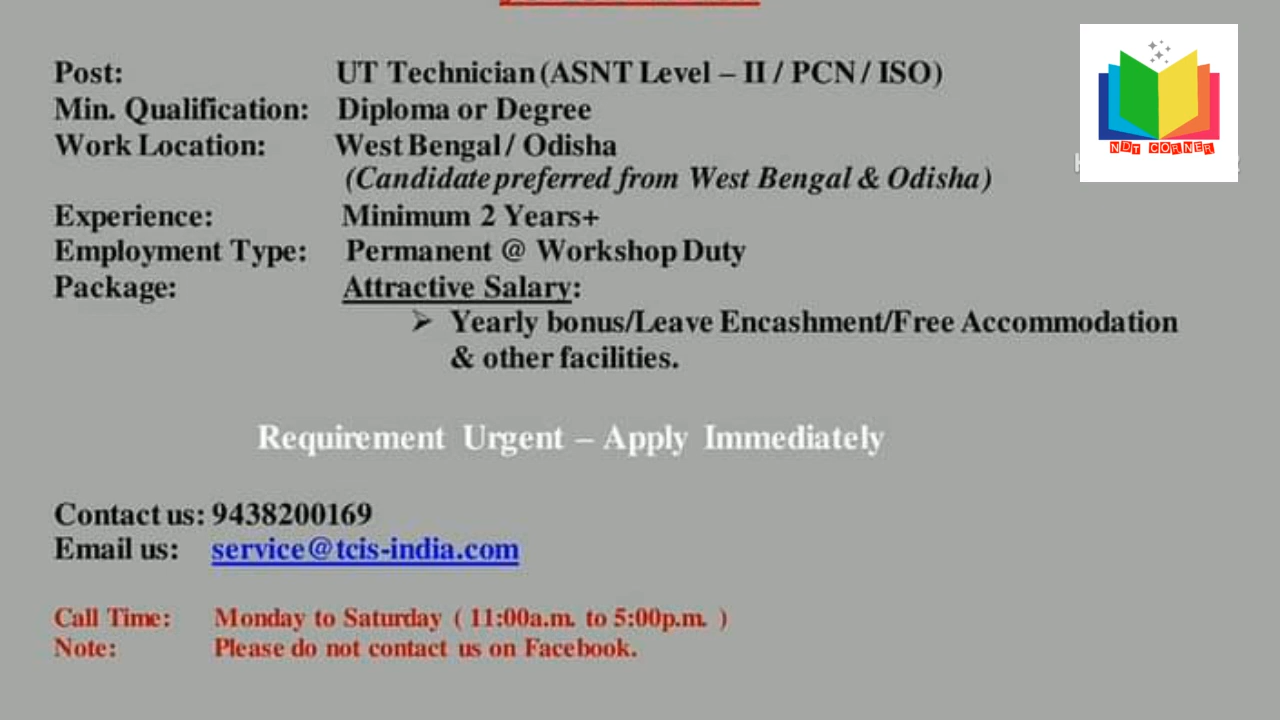 Post: UT Technician (ASNT Level – II / PCN / ISO)
Min. Qualification: Diploma or Degree
Work Location: West Bengal / Odisha
(Candidate preferred from West Bengal & Odisha)
Experience: Minimum 2 Years+
Employment Type: Permanent @ Workshop Duty
Package: Attractive Salary:
➢ Yearly bonus/Leave Encashment/Free Accommodation
& other facilities.
Requirement Urgent – Apply Immediately
Contact us: 9438200169
Email us: service@tcis-india.com
Call Time: Monday to Saturday ( 11:00a.m. to 5:00p.m. )
Note: Please do not contact us on Facebook.
NDT CORNER